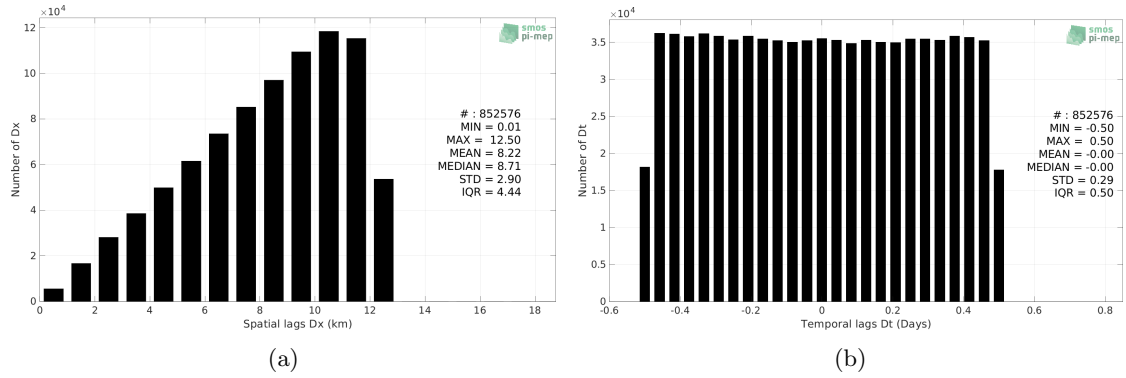 ×10^4
12
10
8
6
4
2
0
Number of Dx
0 2 4 6 8 10 12 14 16 18
Spatial lags Dx (km)
smos
pi-mep
# : 852576
MIN = 0.01
MAX = 12.50
MEAN = 8.22
MEDIAN = 8.71
STD = 2.90
IQR = 4.44
(a)
×10^4
3.5
3
2.5
2
1.5
1
0.5
0
Number of Dt
-0.6 -0.4 -0.2 0 0.2 0.4 0.6 0.8
Temporal lags Dt (Days)
smos
pi-mep
# : 852576
MIN = -0.50
MAX = 0.50
MEAN = -0.00
MEDIAN = -0.00
STD = 0.29
IQR = 0.50
(b)